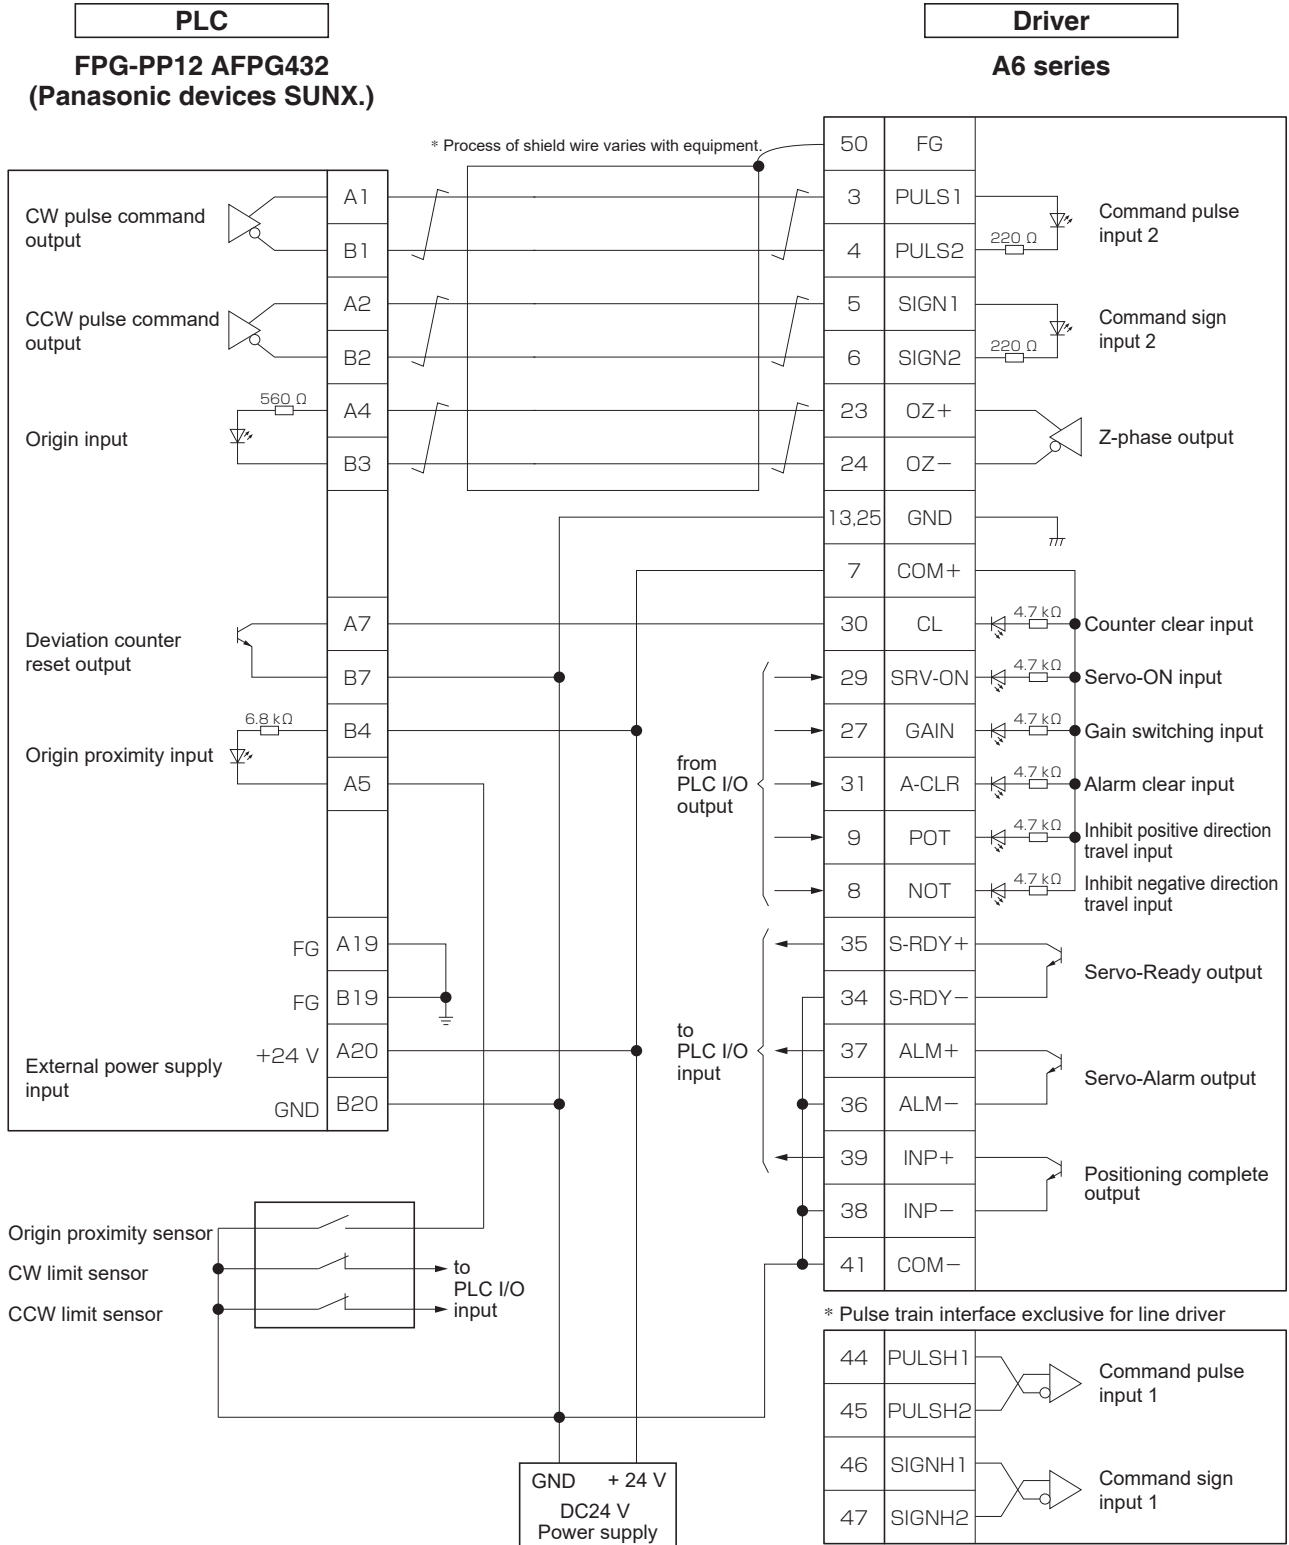 PLC
FPG-PP12 AFPG432
(Panasonic devices SUNX.)
Driver
A6 series
* Process of shield wire varies with equipment.
CW pulse command
output
A1
B1
CCW pulse command
output
A2
B2
Origin input
560 Ω
A4
B3
Deviation counter
reset output
A7
B7
Origin proximity input
6.8 kΩ
B4
A5
FG A19
FG B19
External power supply
input
+24 V A20
GND B20
Origin proximity sensor
CW limit sensor
CCW limit sensor
to
PLC I/O
input
GND + 24 V
DC24 V
Power supply
from
PLC I/O
output
to
PLC I/O
input
50 FG
3 PULS1
4 PULS2
220 Ω
Command pulse
input 2
5 SIGN1
6 SIGN2
220 Ω
Command sign
input 2
23 OZ+
24 OZ−
Z-phase output
13,25 GND
7 COM+
30 CL 4.7 kΩ Counter clear input
29 SRV-ON 4.7 kΩ Servo-ON input
27 GAIN 4.7 kΩ Gain switching input
31 A-CLR 4.7 kΩ Alarm clear input
9 POT 4.7 kΩ Inhibit positive direction
travel input
8 NOT 4.7 kΩ Inhibit negative direction
travel input
35 S-RDY+
34 S-RDY−
Servo-Ready output
37 ALM+
36 ALM−
Servo-Alarm output
39 INP+
38 INP−
Positioning complete
output
41 COM−
* Pulse train interface exclusive for line driver
44 PULSH1
45 PULSH2
Command pulse
input 1
46 SIGNH1
47 SIGNH2
Command sign
input 1